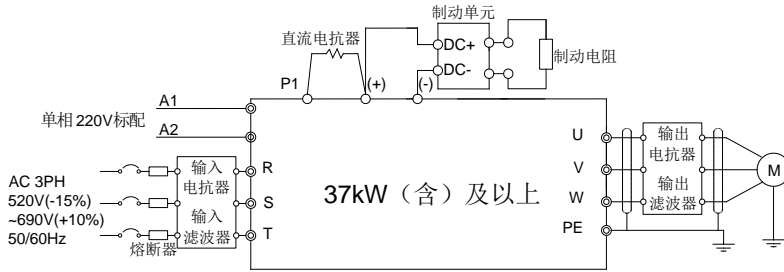 制动单元
直流电抗器
DC+
DC-
制动电阻
P1
(+)
(-)
A1
单相 220V标配
A2
AC 3PH
520V(-15%)
~690V(+10%)
50/60Hz
熔断器
输入
电抗器
输入
滤波器
R
S
T
37kW（含）及以上
U
V
W
PE
输出
电抗器
输出
滤波器
M